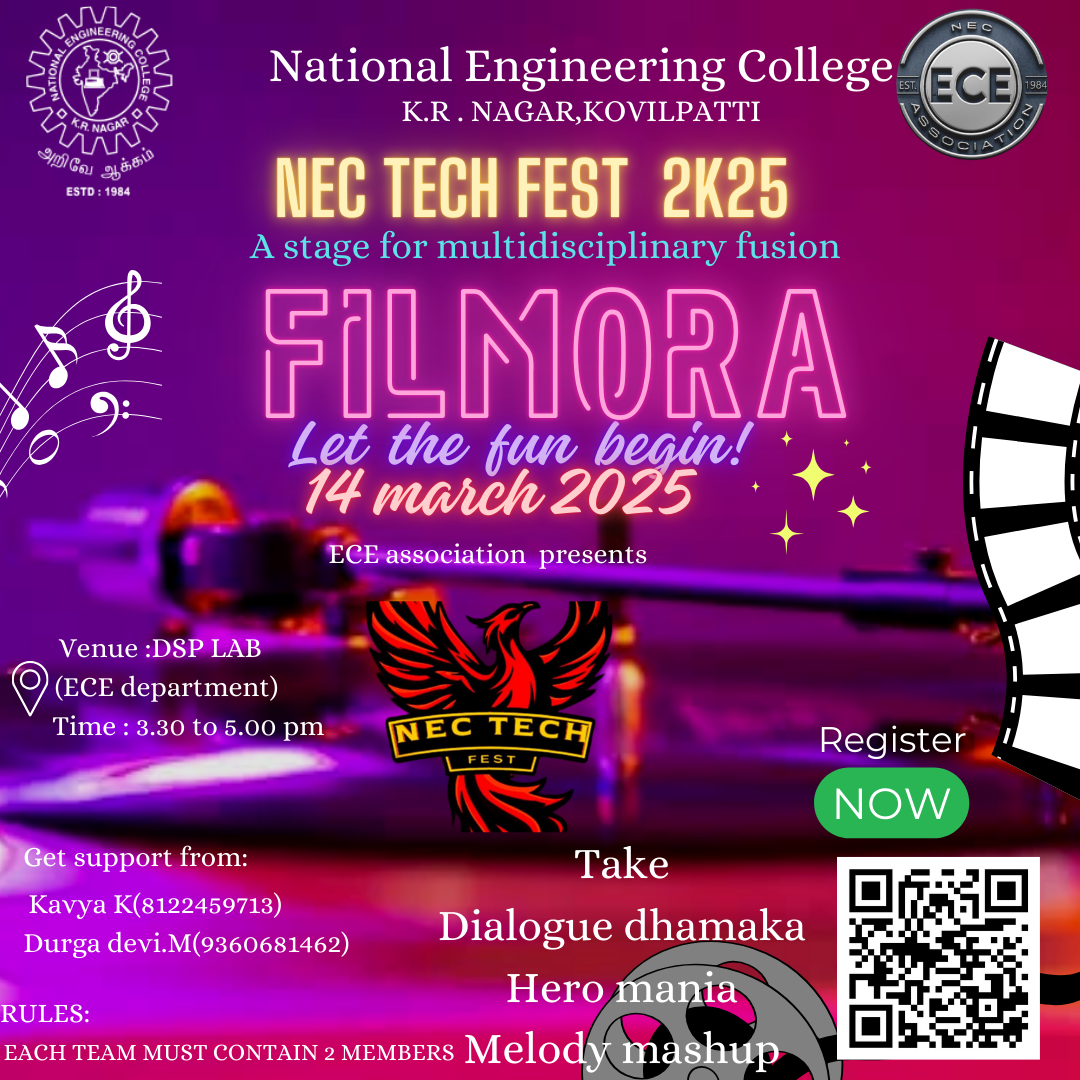 NATIONAL ENGINEERING COLLEGE
K.R. NAGAR
அறிவே ஆக்கம்
ESTD : 1984
National Engineering College
K.R . NAGAR,KOVILPATTI
NEC
EST. ECE 1984
ASSOCIATION
NEC TECH FEST 2K25
A stage for multidisciplinary fusion
FILMORA
Let the fun begin!
14 march 2025
ECE association presents
Venue :DSP LAB
(ECE department)
Time : 3.30 to 5.00 pm
NEC TECH
FEST
Register
NOW
Get support from:
Kavya K(8122459713)
Durga devi.M(9360681462)
Take
Dialogue dhamaka
Hero mania
Melody mashup
RULES:
EACH TEAM MUST CONTAIN 2 MEMBERS